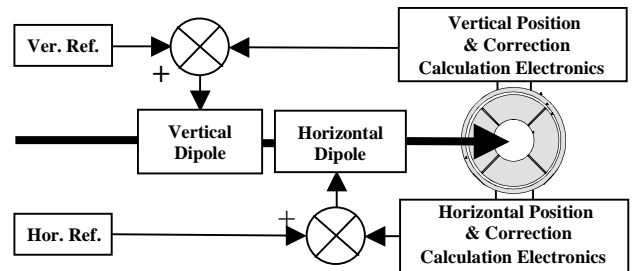 Vertical Position
& Correction
Calculation Electronics
Ver. Ref.
+
Vertical
Dipole
Horizontal
Dipole
+
Hor. Ref.
Horizontal Position
& Correction
Calculation Electronics